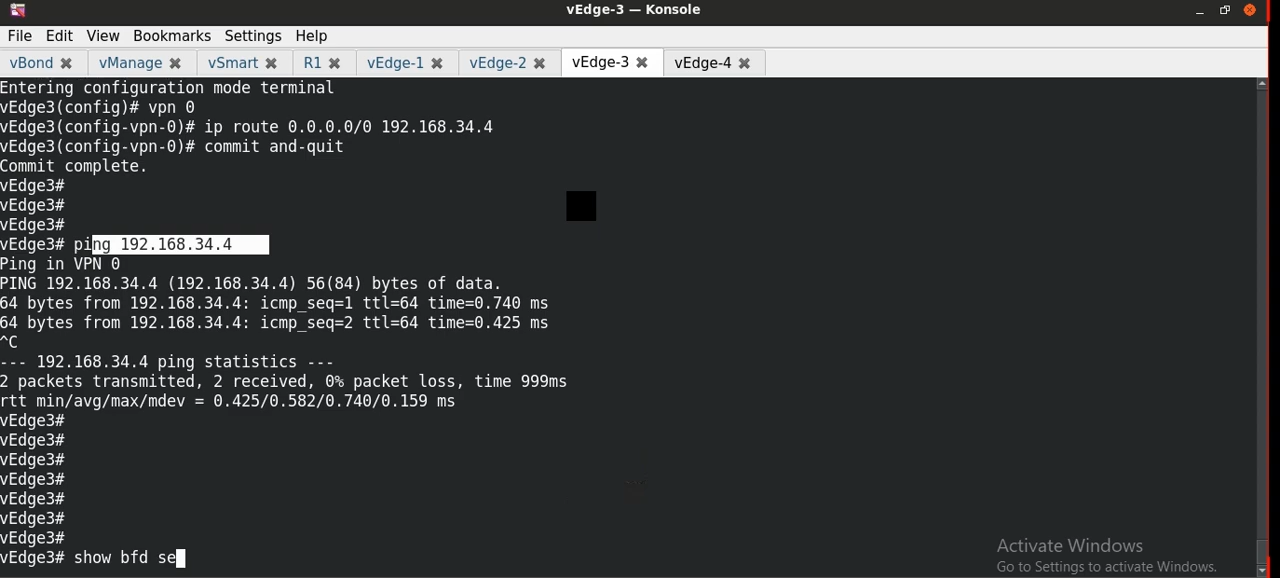 vEdge-3 — Konsole
File Edit View Bookmarks Settings Help
vBond vManage vSmart R1 vEdge-1 vEdge-2 vEdge-3 vEdge-4
Entering configuration mode terminal
vEdge3(config)# vpn 0
vEdge3(config-vpn-0)# ip route 0.0.0.0/0 192.168.34.4
vEdge3(config-vpn-0)# commit and-quit
Commit complete.
vEdge3#
vEdge3#
vEdge3#
vEdge3# ping 192.168.34.4
Ping in VPN 0
PING 192.168.34.4 (192.168.34.4) 56(84) bytes of data.
64 bytes from 192.168.34.4: icmp_seq=1 ttl=64 time=0.740 ms
64 bytes from 192.168.34.4: icmp_seq=2 ttl=64 time=0.425 ms
^C
--- 192.168.34.4 ping statistics ---
2 packets transmitted, 2 received, 0% packet loss, time 999ms
rtt min/avg/max/mdev = 0.425/0.582/0.740/0.159 ms
vEdge3#
vEdge3#
vEdge3#
vEdge3#
vEdge3#
vEdge3#
vEdge3#
vEdge3# show bfd se
Activate Windows
Go to Settings to activate Windows.